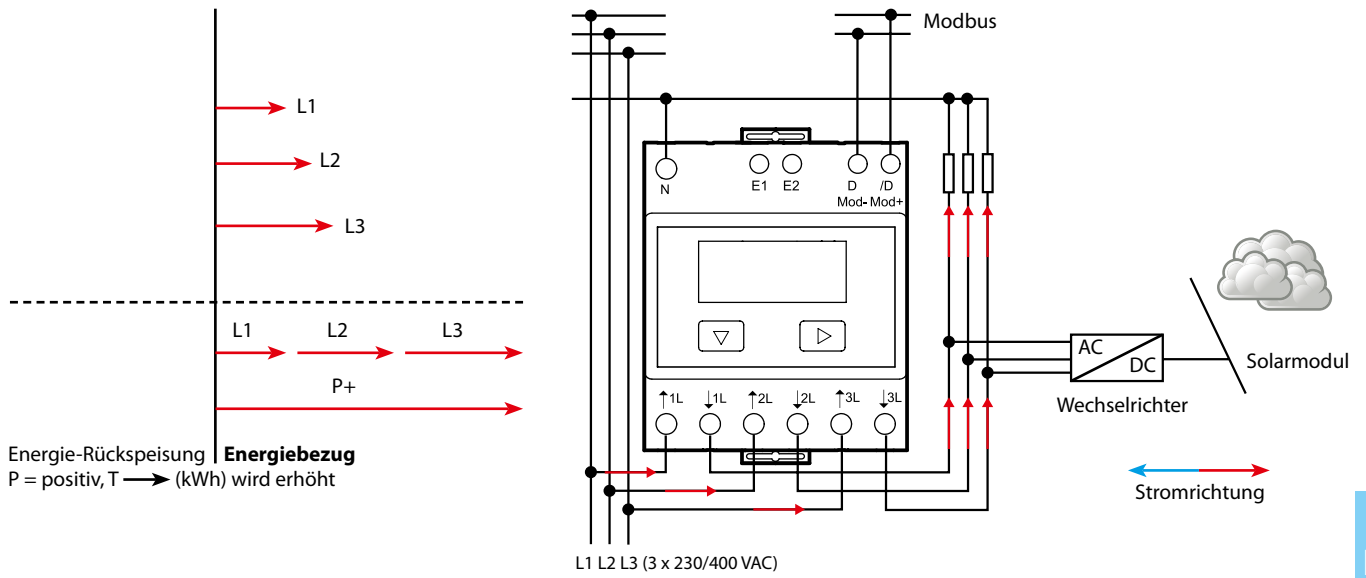 L1
L2
L3
L1 L2 L3
P+
Energie-Rückspeisung | Energiebezug
P = positiv, T → (kWh) wird erhöht
Modbus
N
E1 E2
D /D
Mod- Mod+
↑1L ↓1L ↑2L ↓2L ↑3L ↓3L
AC
DC
Wechselrichter
Solarmodul
Stromrichtung
L1 L2 L3 (3 x 230/400 VAC)